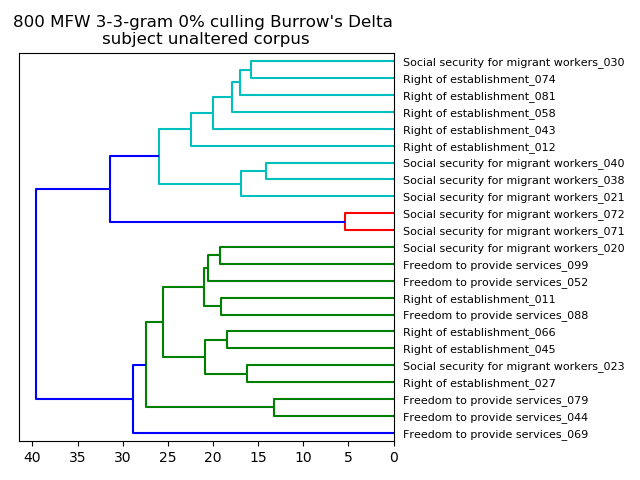 800 MFW 3-3-gram 0% culling Burrow's Delta
subject unaltered corpus
Social security for migrant workers_030
Right of establishment_074
Right of establishment_081
Right of establishment_058
Right of establishment_043
Right of establishment_012
Social security for migrant workers_040
Social security for migrant workers_038
Social security for migrant workers_021
Social security for migrant workers_072
Social security for migrant workers_071
Social security for migrant workers_020
Freedom to provide services_099
Freedom to provide services_052
Right of establishment_011
Freedom to provide services_088
Right of establishment_066
Right of establishment_045
Social security for migrant workers_023
Right of establishment_027
Freedom to provide services_079
Freedom to provide services_044
Freedom to provide services_069
40 35 30 25 20 15 10 5 0